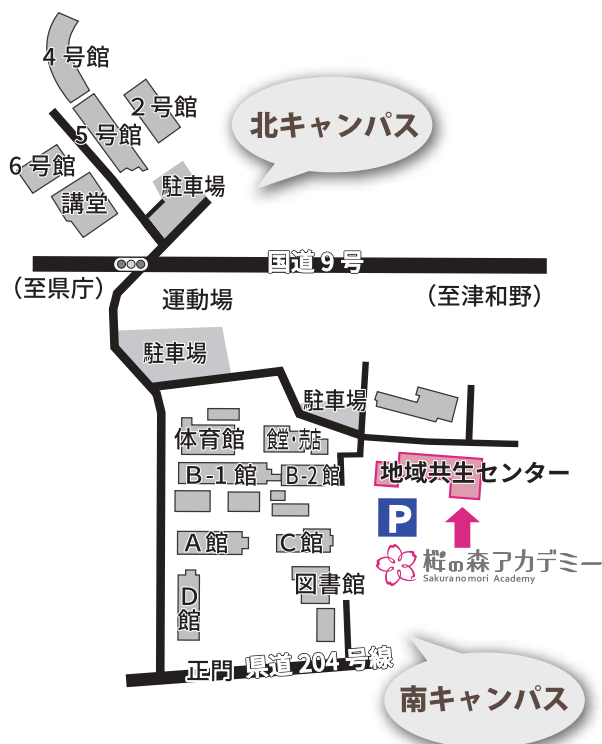 4号館
2号館
5号館
北キャンパス
6号館
駐車場
講堂
国道9号
（至県庁）
運動場
（至津和野）
駐車場
駐車場
体育館
食堂・売店
B-1館
B-2館
地域共生センター
P
A館
C館
桜の森アカデミー
Sakura no mori Academy
D館
図書館
正門
県道204号線
南キャンパス